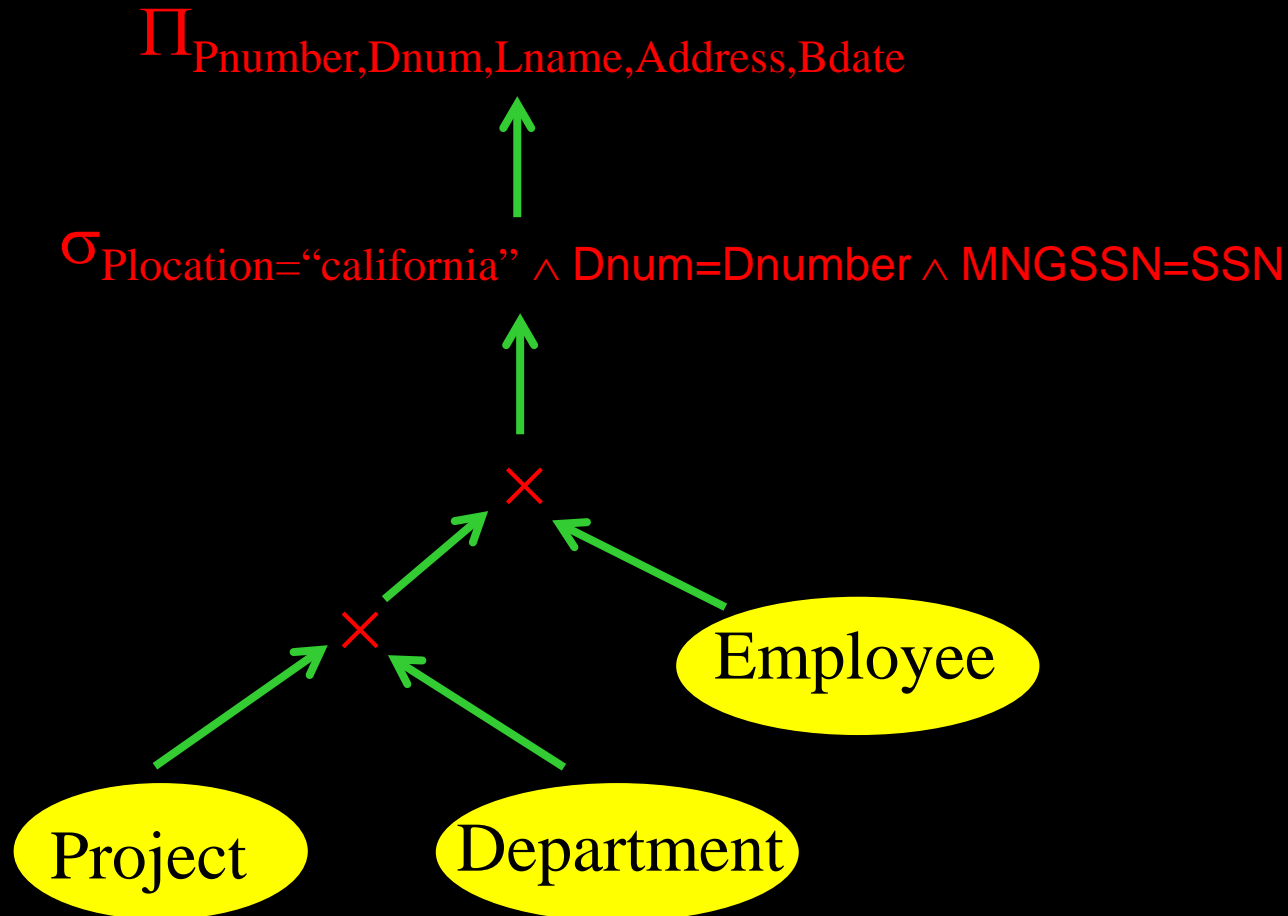 ΠPnumber,Dnum,Lname,Address,Bdate
σPlocation=“california” ∧ Dnum=Dnumber ∧ MNGSSN=SSN
×
×
Employee
Project
Department